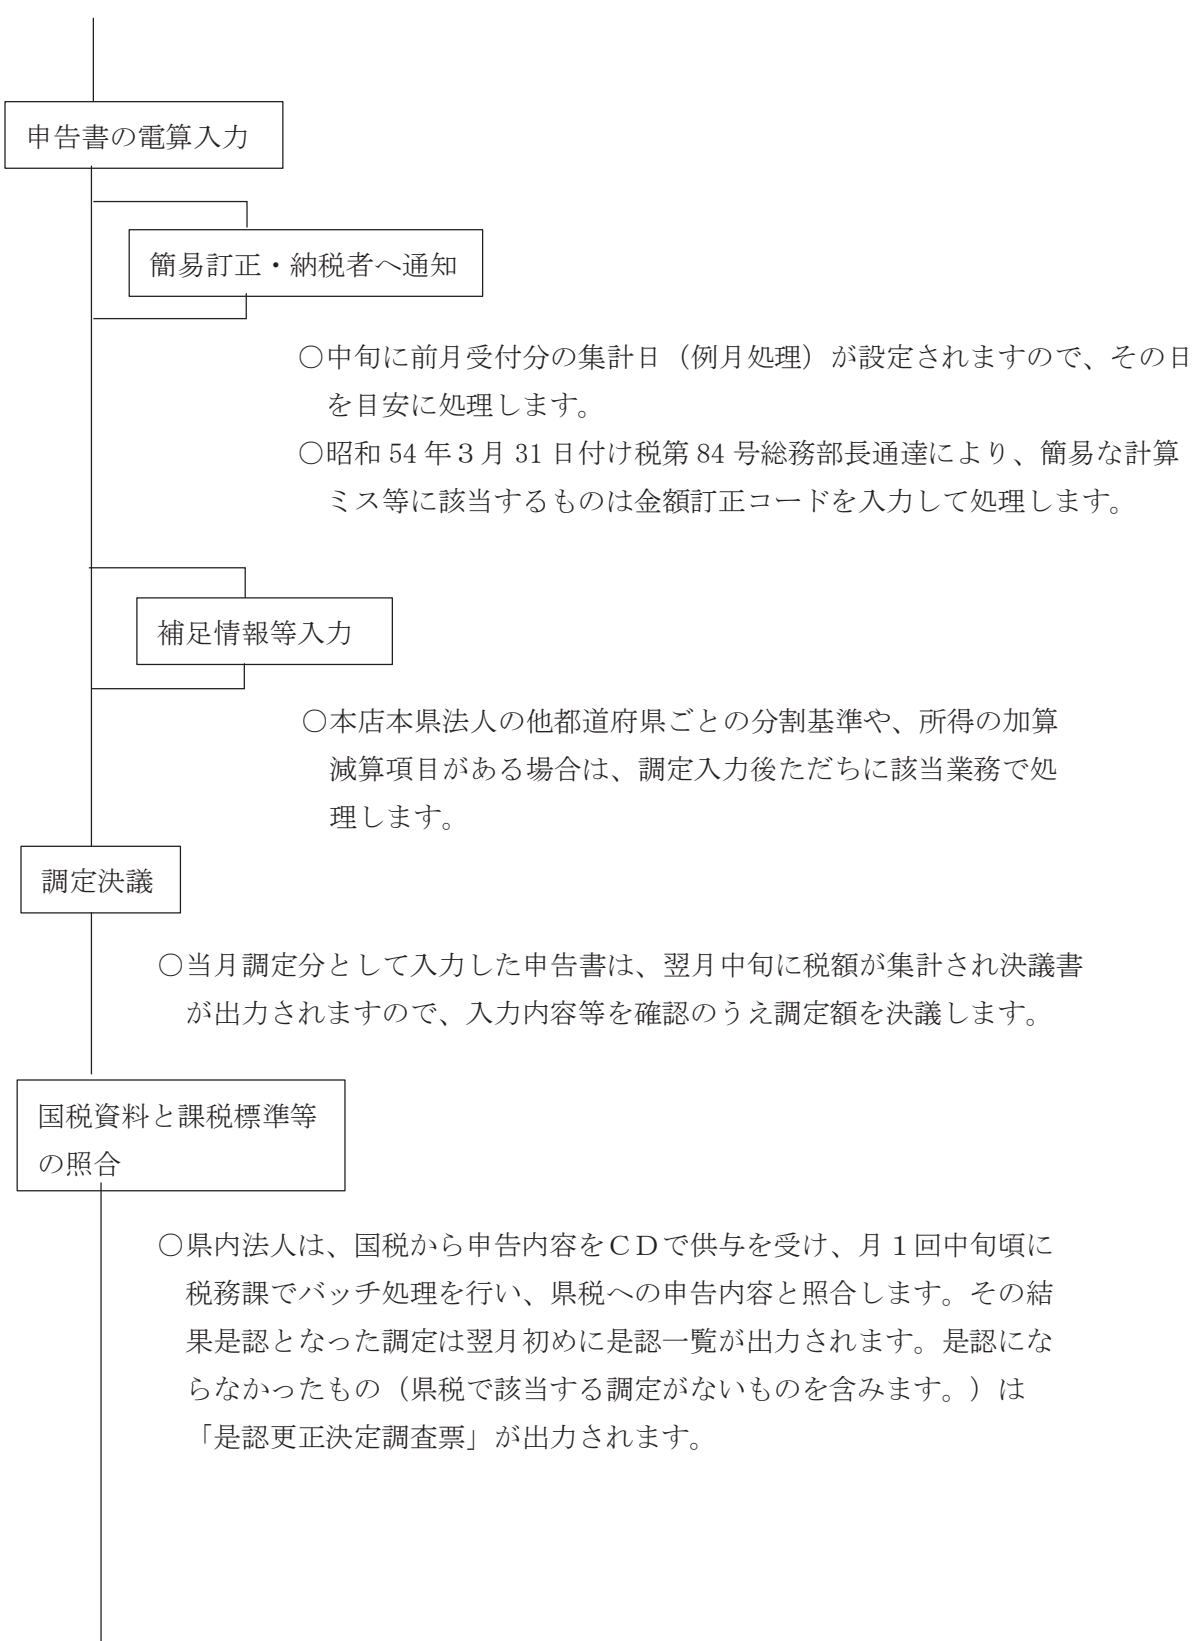 申告書の電算入力
簡易訂正・納税者へ通知
○中旬に前月受付分の集計日（例月処理）が設定されますので、その日
を目安に処理します。
○昭和 54 年３月 31 日付け税第 84 号総務部長通達により、簡易な計算
ミス等に該当するものは金額訂正コードを入力して処理します。
補足情報等入力
○本店本県法人の他都道府県ごとの分割基準や、所得の加算
減算項目がある場合は、調定入力後ただちに該当業務で処
理します。
調定決議
○当月調定分として入力した申告書は、翌月中旬に税額が集計され決議書
が出力されますので、入力内容等を確認のうえ調定額を決議します。
国税資料と課税標準等
の照合
○県内法人は、国税から申告内容をＣＤで供与を受け、月１回中旬頃に
税務課でバッチ処理を行い、県税への申告内容と照合します。その結
果是認となった調定は翌月初めに是認一覧が出力されます。是認にな
らなかったもの（県税で該当する調定がないものを含みます。）は
「是認更正決定調査票」が出力されます。